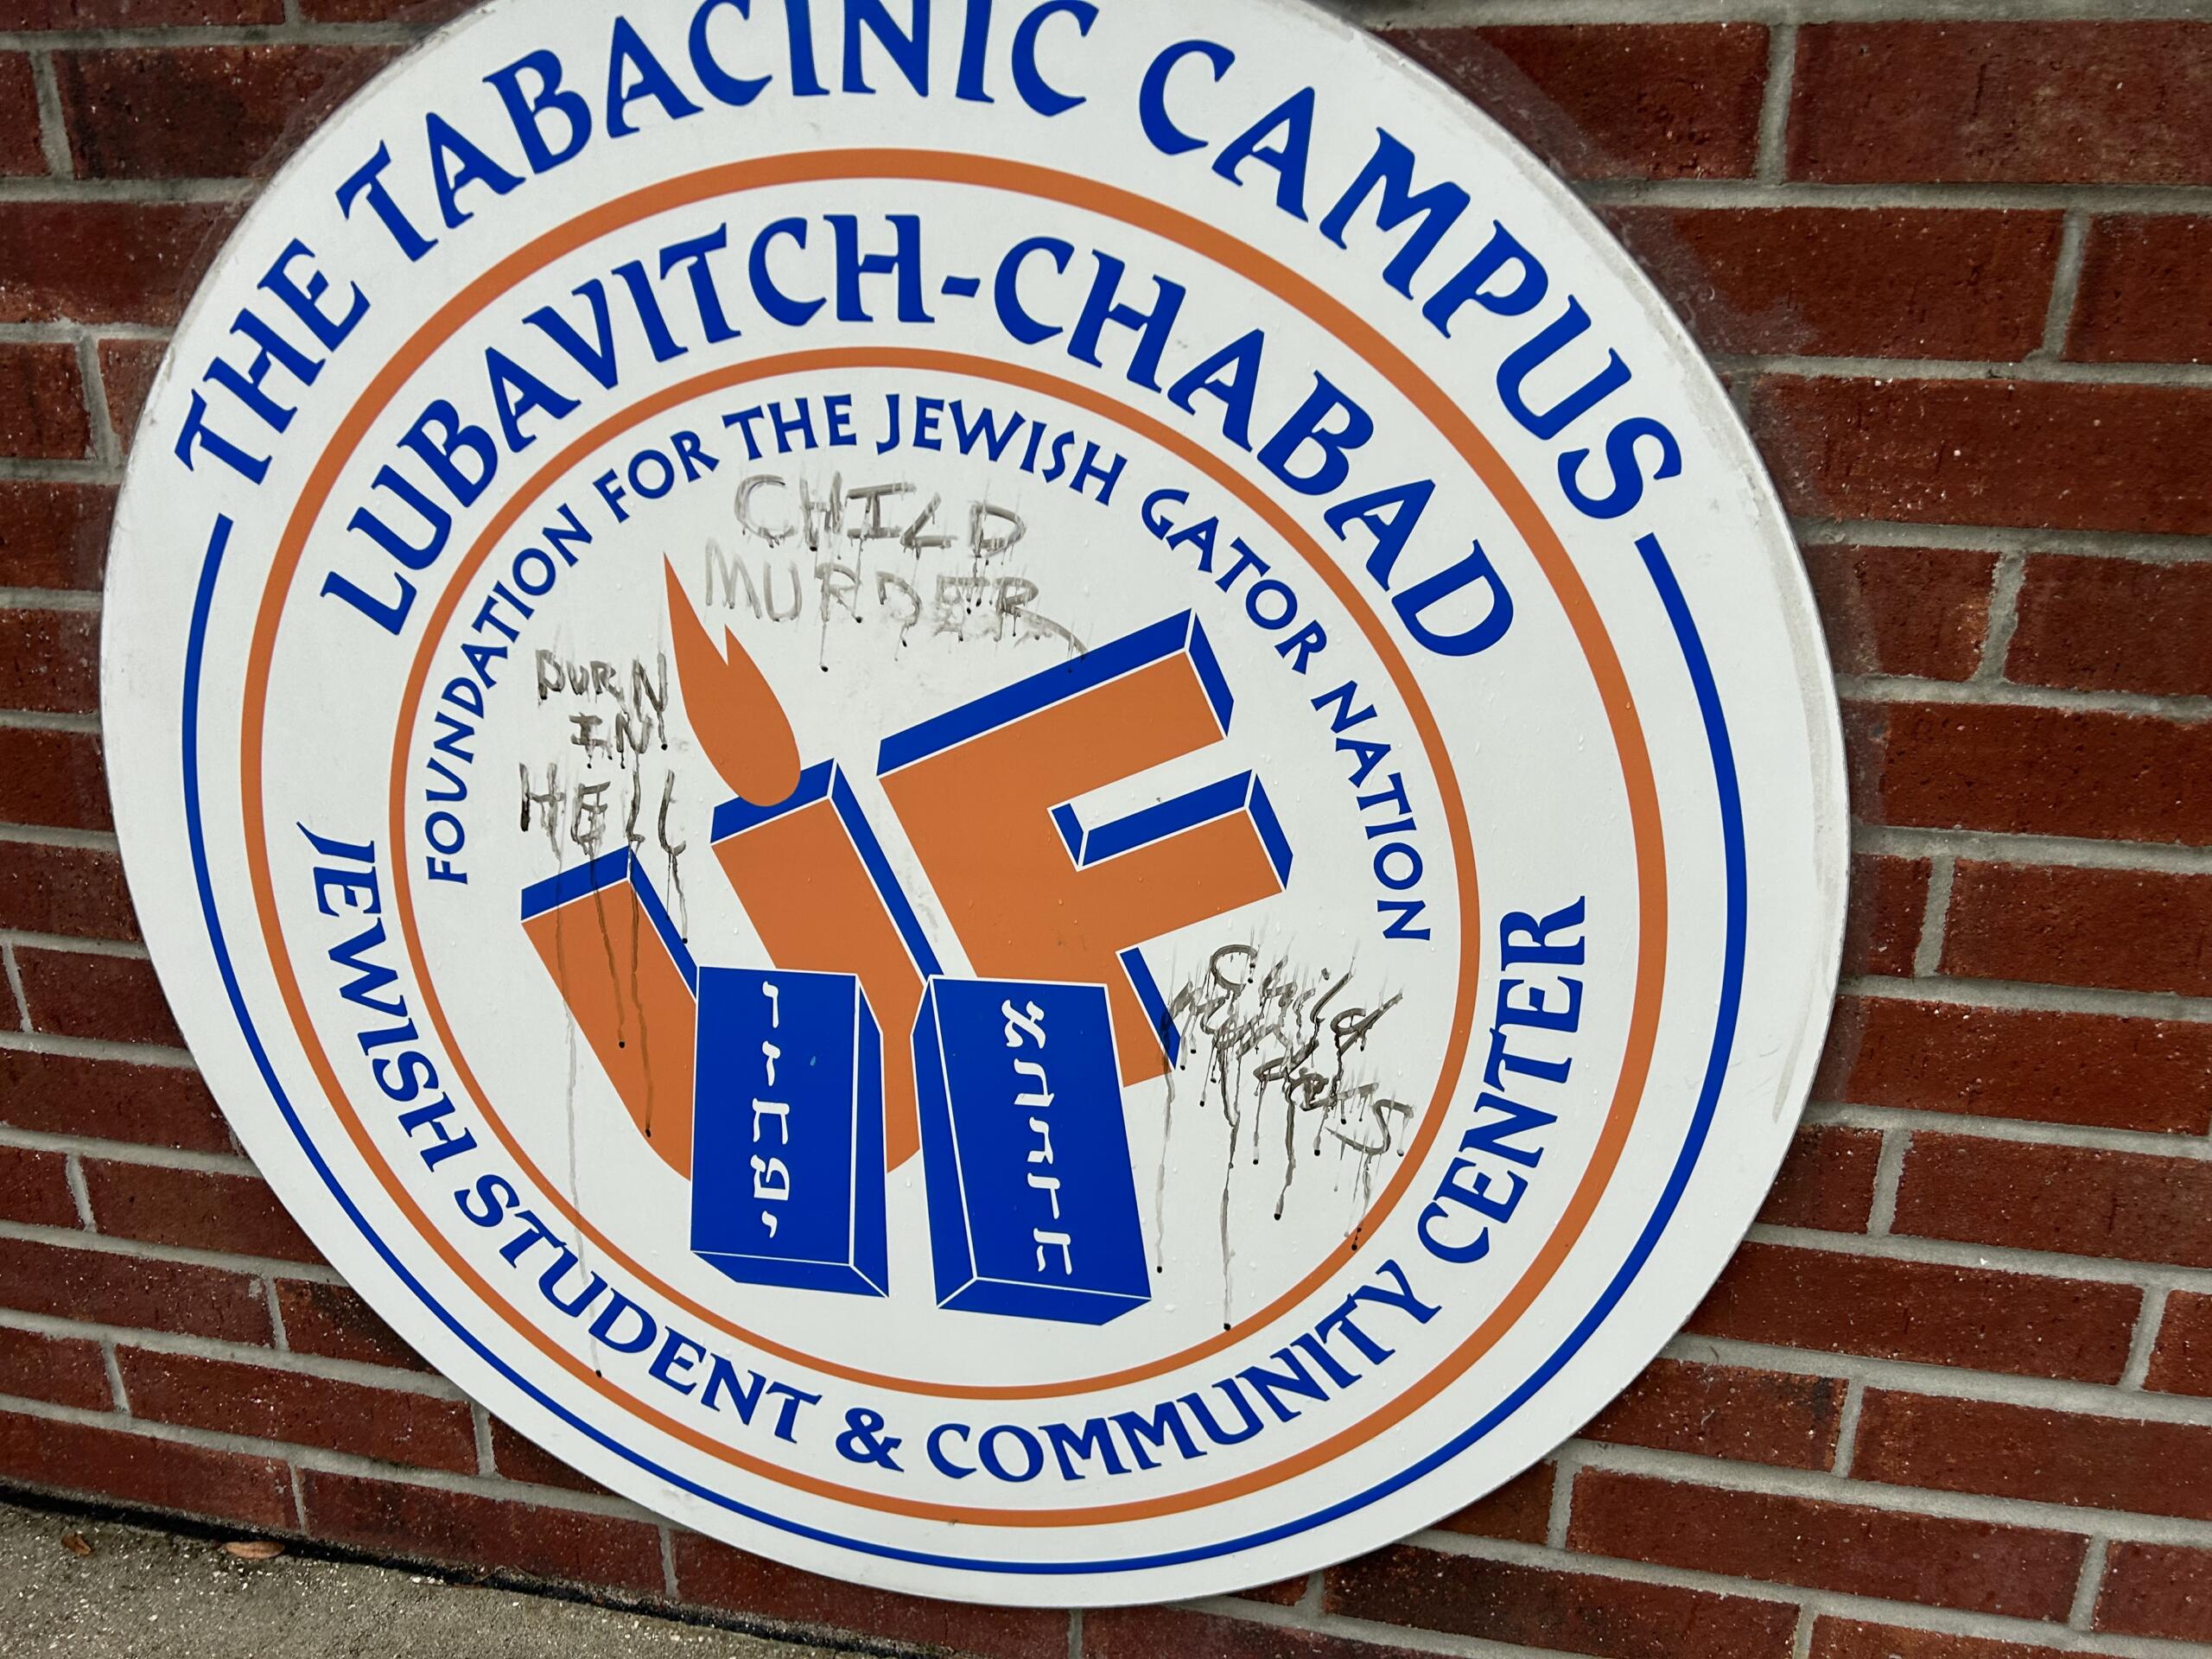 THE TABACINIC CAMPUS
LUBAVITCH-CHABAD
FOUNDATION FOR THE JEWISH GATOR NATION
CHILD
MURDER
BURN
IN
HELL
UF
Child
JEWISH STUDENT & COMMUNITY CENTER